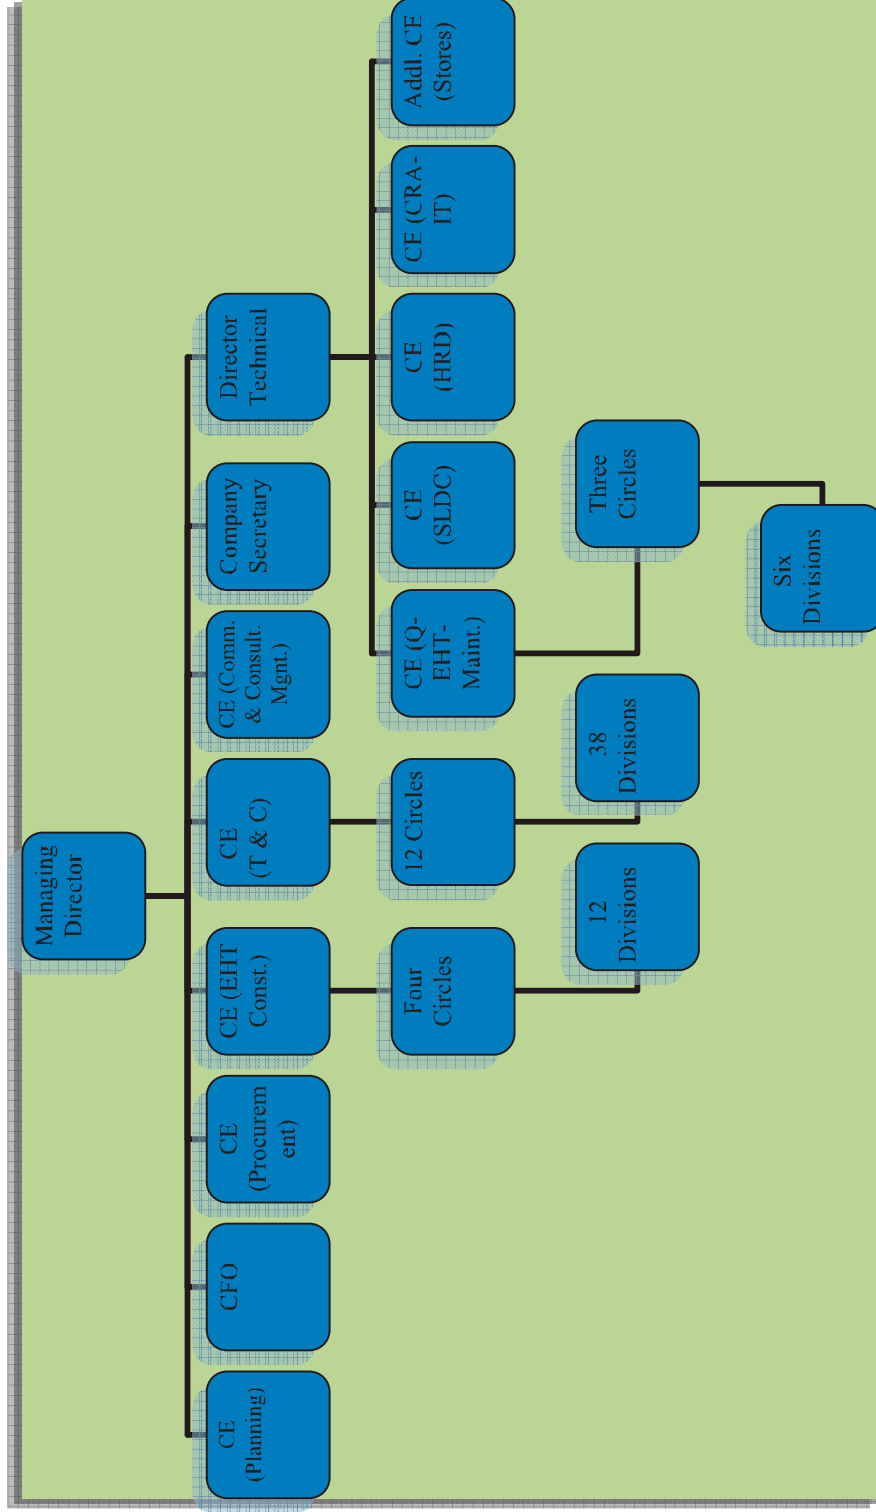 Managing
Director
CE
(Planning)
CFO
CE
(Procurem
ent)
CE (EHT
Const.)
CE
(T & C)
CE (Comm.
& Consult.
Mgnt.)
Company
Secretary
Director
Technical
Four
Circles
12 Circles
CE (Q-
EHT-
Maint.)
CE
(SLDC)
CE
(HRD)
CE (CRA-
IT)
Addl. CE
(Stores)
12
Divisions
38
Divisions
Three
Circles
Six
Divisions